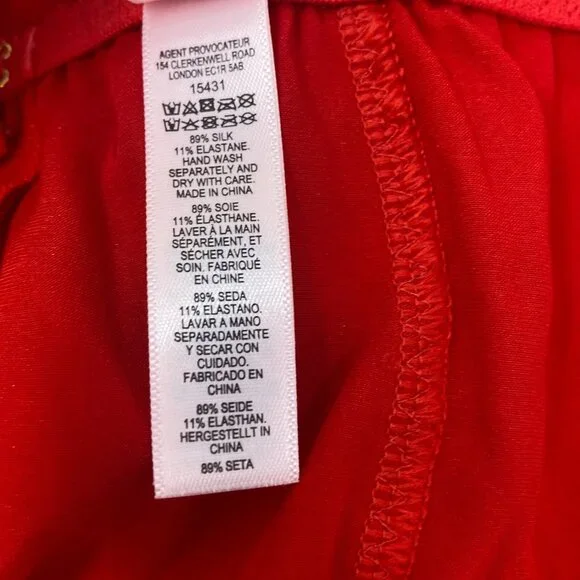 AGENT PROVOCATEUR
154 CLERKENWELL ROAD
LONDON EC1R 5AB
15431
89% SILK
11% ELASTANE.
HAND WASH
SEPARATELY AND
DRY WITH CARE.
MADE IN CHINA
89% SOIE
11% ÉLASTHANE.
LAVER À LA MAIN
SÉPARÉMENT, ET
SÉCHER AVEC
SOIN. FABRIQUÉ
EN CHINE
89% SEDA
11% ELASTANO.
LAVAR A MANO
SEPARADAMENTE
Y SECAR CON
CUIDADO.
FABRICADO EN
CHINA
89% SEIDE
11% ELASTHAN.
HERGESTELLT IN
CHINA
89% SETA